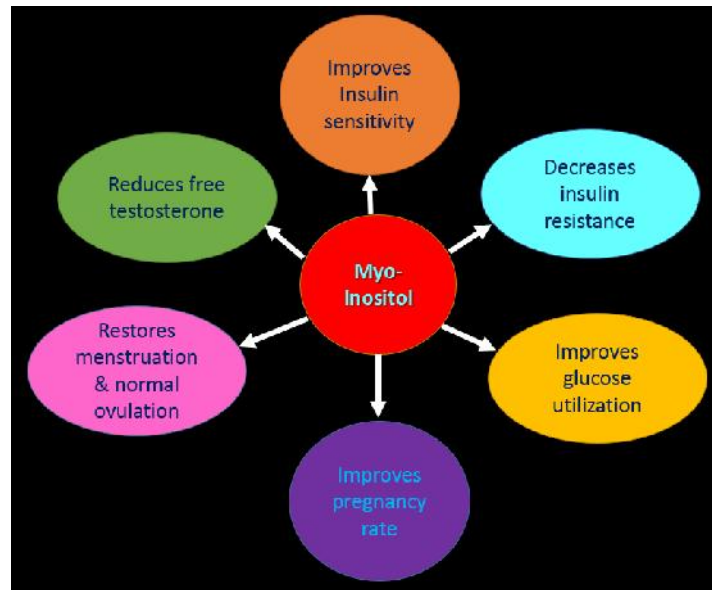 Improves
Insulin
sensitivity
Reduces free
testosterone
Decreases
insulin
resistance
Myo-
Inositol
Restores
menstruation
& normal
ovulation
Improves
glucose
utilization
Improves
pregnancy
rate